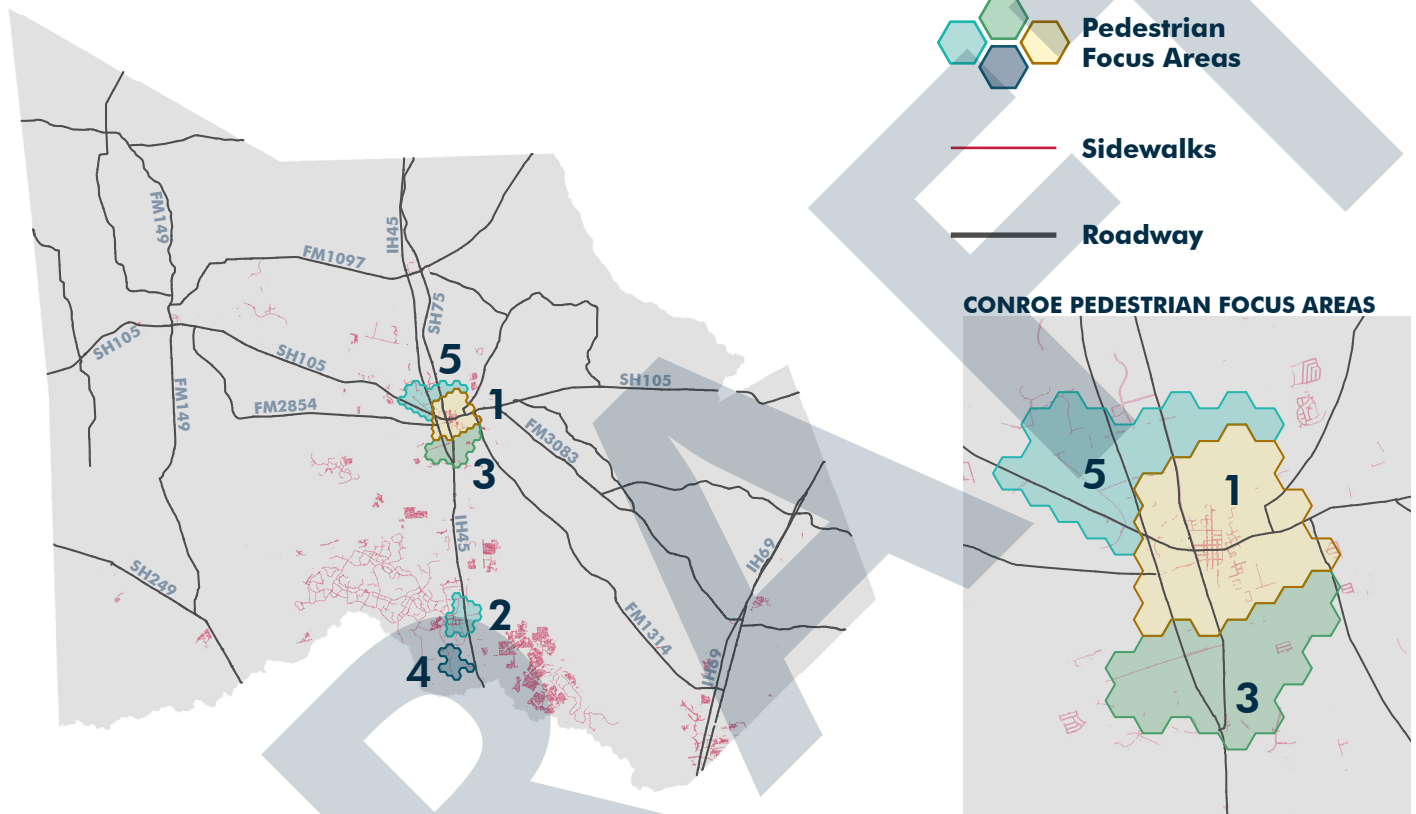 Pedestrian
Focus Areas
Sidewalks
Roadway
CONROE PEDESTRIAN FOCUS AREAS
5
1
3
FM149
IH45
FM1097
SH75
SH105
SH105
5
SH105
1
FM149
FM2854
FM3083
3
IH45
IH69
SH249
2
FM1314
4
IH69
DRAFT